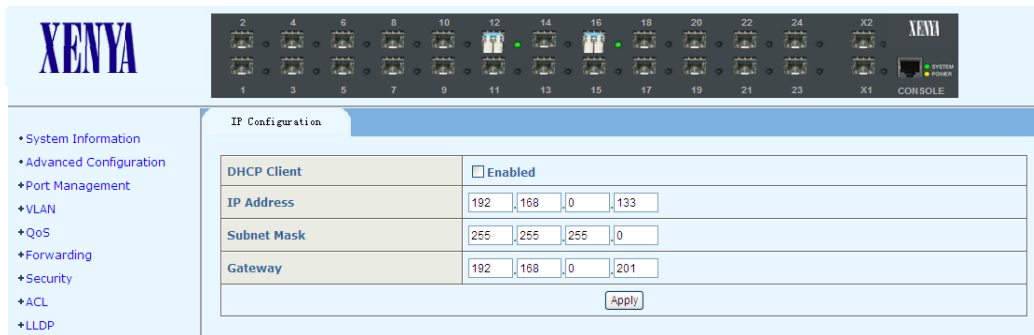 XENYA
2 4 6 8 10 12 14 16 18 20 22 24 X2 XENYA
SYSTEM
POWER
1 3 5 7 9 11 13 15 17 19 21 23 X1 CONSOLE
IP Configuration
System Information
Advanced Configuration
Port Management
VLAN
QoS
Forwarding
Security
ACL
LLDP
DHCP Client Enabled
IP Address 192 .168 .0 .133
Subnet Mask 255 .255 .255 .0
Gateway 192 .168 .0 .201
Apply